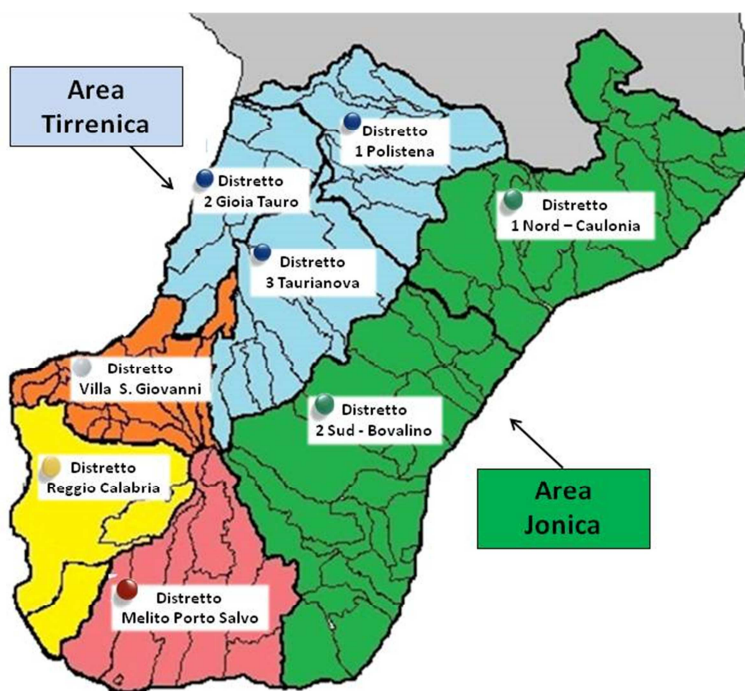 Area
Tirrenica
Distretto
1 Polistena
Distretto
2 Gioia Tauro
Distretto
1 Nord – Caulonia
Distretto
3 Taurianova
Distretto
Villa S. Giovanni
Distretto
2 Sud - Bovalino
Distretto
Reggio Calabria
Area
Jonica
Distretto
Melito Porto Salvo